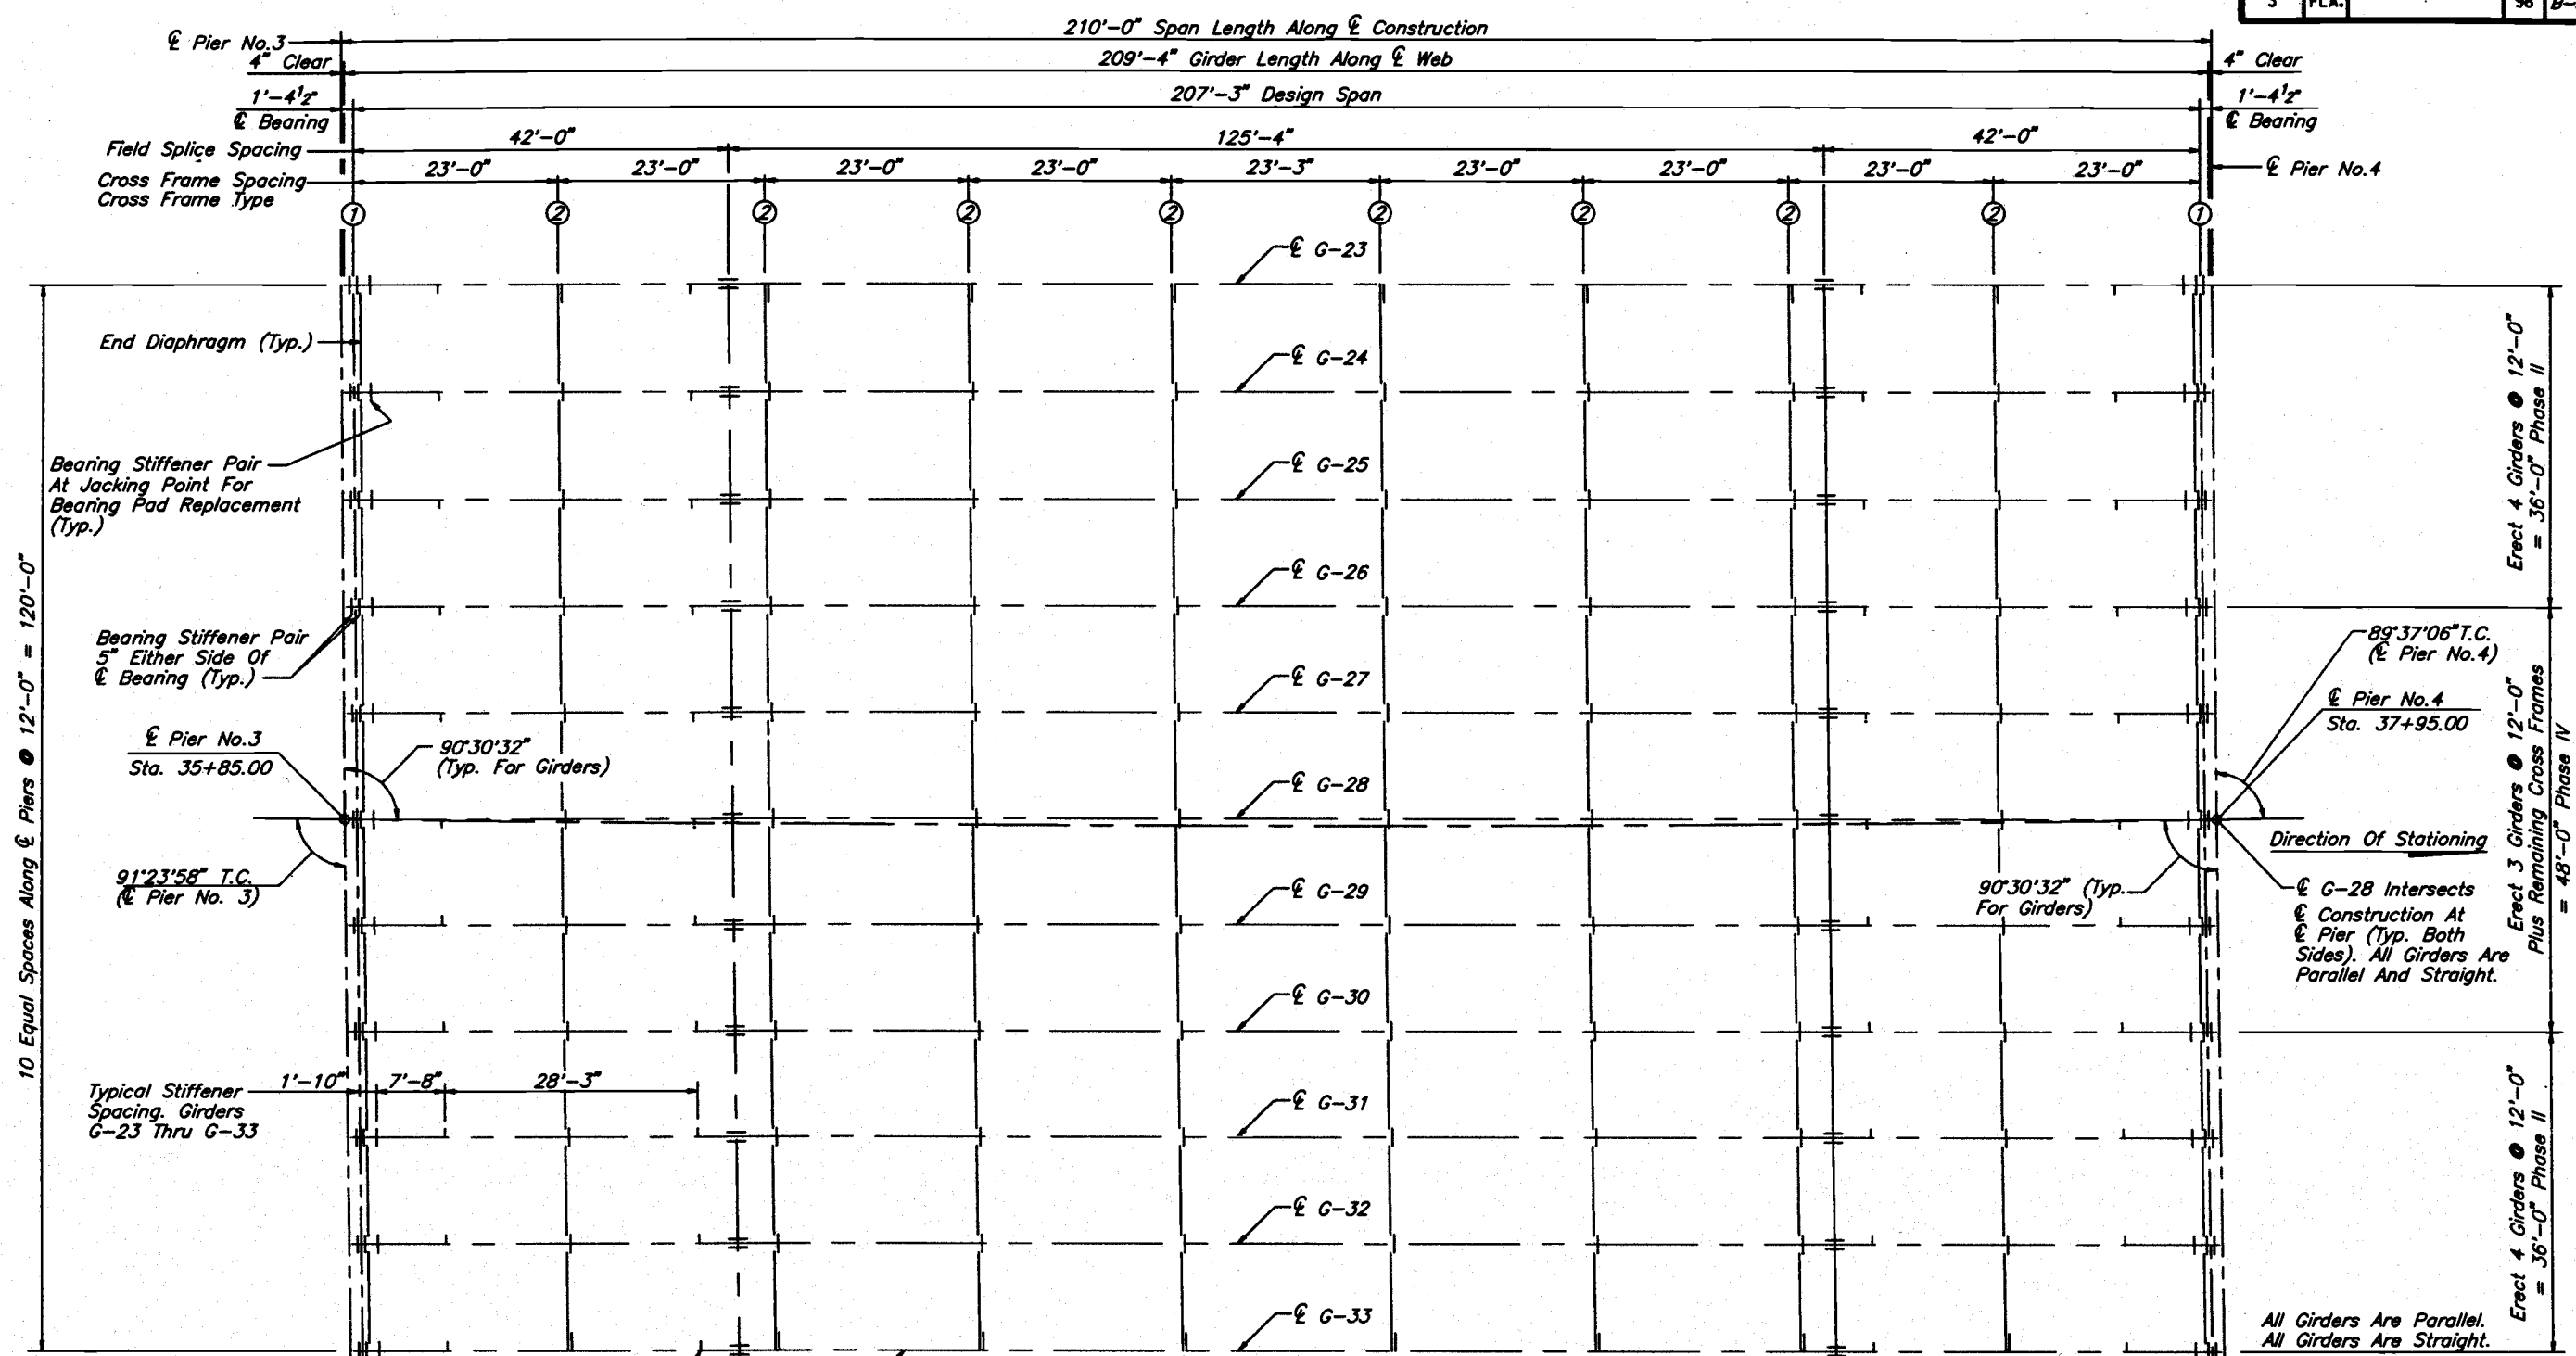 3 FLA. 98
210'-0" Span Length Along ℄ Construction
℄ Pier No.3
4" Clear
209'-4" Girder Length Along ℄ Web
4" Clear
1'-4½"
207'-3" Design Span
1'-4½"
℄ Bearing
℄ Bearing
Field Splice Spacing
42'-0"
125'-4"
42'-0"
Cross Frame Spacing
23'-0" 23'-0" 23'-0" 23'-0" 23'-3" 23'-0" 23'-0" 23'-0" 23'-0"
℄ Pier No.4
Cross Frame Type
1 2 2 2 2 2 2 2 2 1
℄ G-23
End Diaphragm (Typ.)
℄ G-24
Bearing Stiffener Pair
At Jacking Point For
Bearing Pad Replacement
(Typ.)
℄ G-25
℄ G-26
Erect 4 Girders @ 12'-0"
= 36'-0" Phase II
10 Equal Spaces Along ℄ Piers @ 12'-0" = 120'-0"
Bearing Stiffener Pair
5" Either Side Of
℄ Bearing (Typ.)
℄ G-27
89°37'06" T.C.
(℄ Pier No.4)
℄ Pier No.4
Sta. 37+95.00
℄ Pier No.3
Sta. 35+85.00
90°30'32"
(Typ. For Girders)
℄ G-28
Direction Of Stationing
91°23'58" T.C.
(℄ Pier No. 3)
℄ G-29
90°30'32" (Typ.
For Girders)
℄ G-28 Intersects
℄ Construction At
℄ Pier (Typ. Both
Sides). All Girders Are
Parallel And Straight.
Erect 3 Girders @ 12'-0"
Plus Remaining Cross Frames
= 48'-0" Phase IV
℄ G-30
Typical Stiffener
Spacing. Girders
G-23 Thru G-33
1'-10" 7'-8" 28'-3"
℄ G-31
℄ G-32
Erect 4 Girders @ 12'-0"
= 36'-0" Phase II
℄ G-33
All Girders Are Parallel.
All Girders Are Straight.